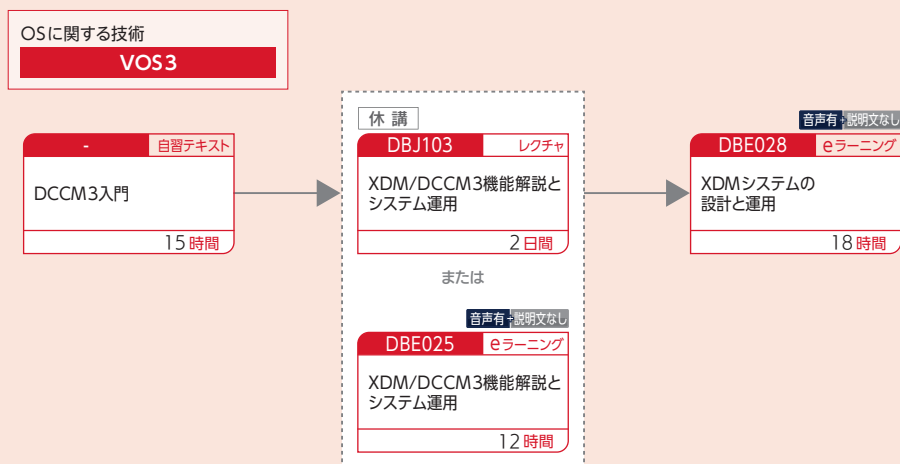 OSに関する技術
VOS3
- 自習テキスト
DCCM3入門
15時間
休 講
DBJ103 レクチャ
XDM/DCCM3機能解説と
システム運用
2日間
または
音声有+説明文なし
DBE025 eラーニング
XDM/DCCM3機能解説と
システム運用
12時間
音声有+説明文なし
DBE028 eラーニング
XDMシステムの
設計と運用
18時間